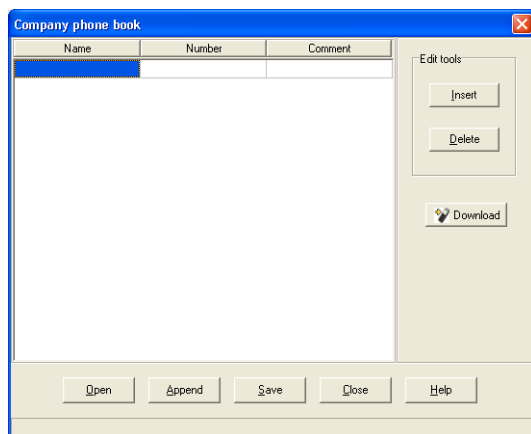 Company phone book
Name Number Comment
Edit tools
Insert
Delete
Download
Open Append Save Close Help